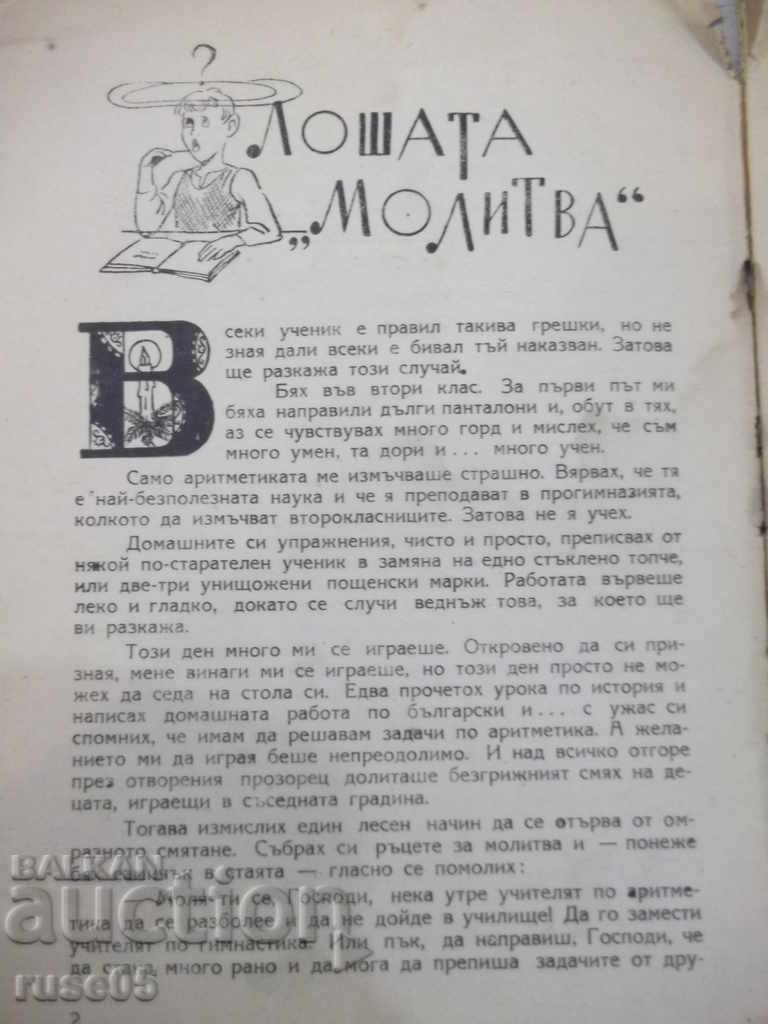 ?
ЛОШАТА
„МОЛИТВА“
Всеки ученик е правил такива грешки, но не
зная дали всеки е бивал тъй наказван. Затова
ще разкажа този случай.
Бях във втори клас. За първи път ми
бяха направили дълги панталони и, обут в тях,
аз се чувствувах много горд и мислех, че съм
много умен, та дори и... много учен.
Само аритметиката ме измъчваше страшно. Вярвах, че тя
е най-безполезната наука и че я преподават в прогимназията,
колкото да измъчват второкласниците. Затова не я учех.
Домашните си упражнения, чисто и просто, преписвах от
някой по-старателен ученик в замяна на едно стъклено топче,
или две-три унищожени пощенски марки. Работата вървеше
леко и гладко, докато се случи веднъж това, за което ще
ви разкажа.
Този ден много ми се играеше. Откровено да си при-
зная, мене винаги ми се играеше, но този ден просто не мо-
жех да седа на стола си. Едва прочетох урока по история и
написах домашната работа по български и... с ужас си
спомних, че имам да решавам задачи по аритметика. А жела-
нието ми да играя беше непреодолимо. И над всичко отгоре
през отворения прозорец долиташе безгрижният смях на де-
цата, играещи в съседната градина.
Тогава измислих един лесен начин да се отърва от ом-
разното смятане. Събрах си ръцете за молитва и — понеже
бях самичък в стаята — гласно се помолих:
Моля ти се, Господи, нека утре учителят по аритме-
тика да се разболее и да не дойде в училище! Да го замести
учителят по гимнастика. Или пък, да направиш, Господи, че
да стана много рано и да мога да препиша задачите от дру-
2
BALKAN
auction
ruse05